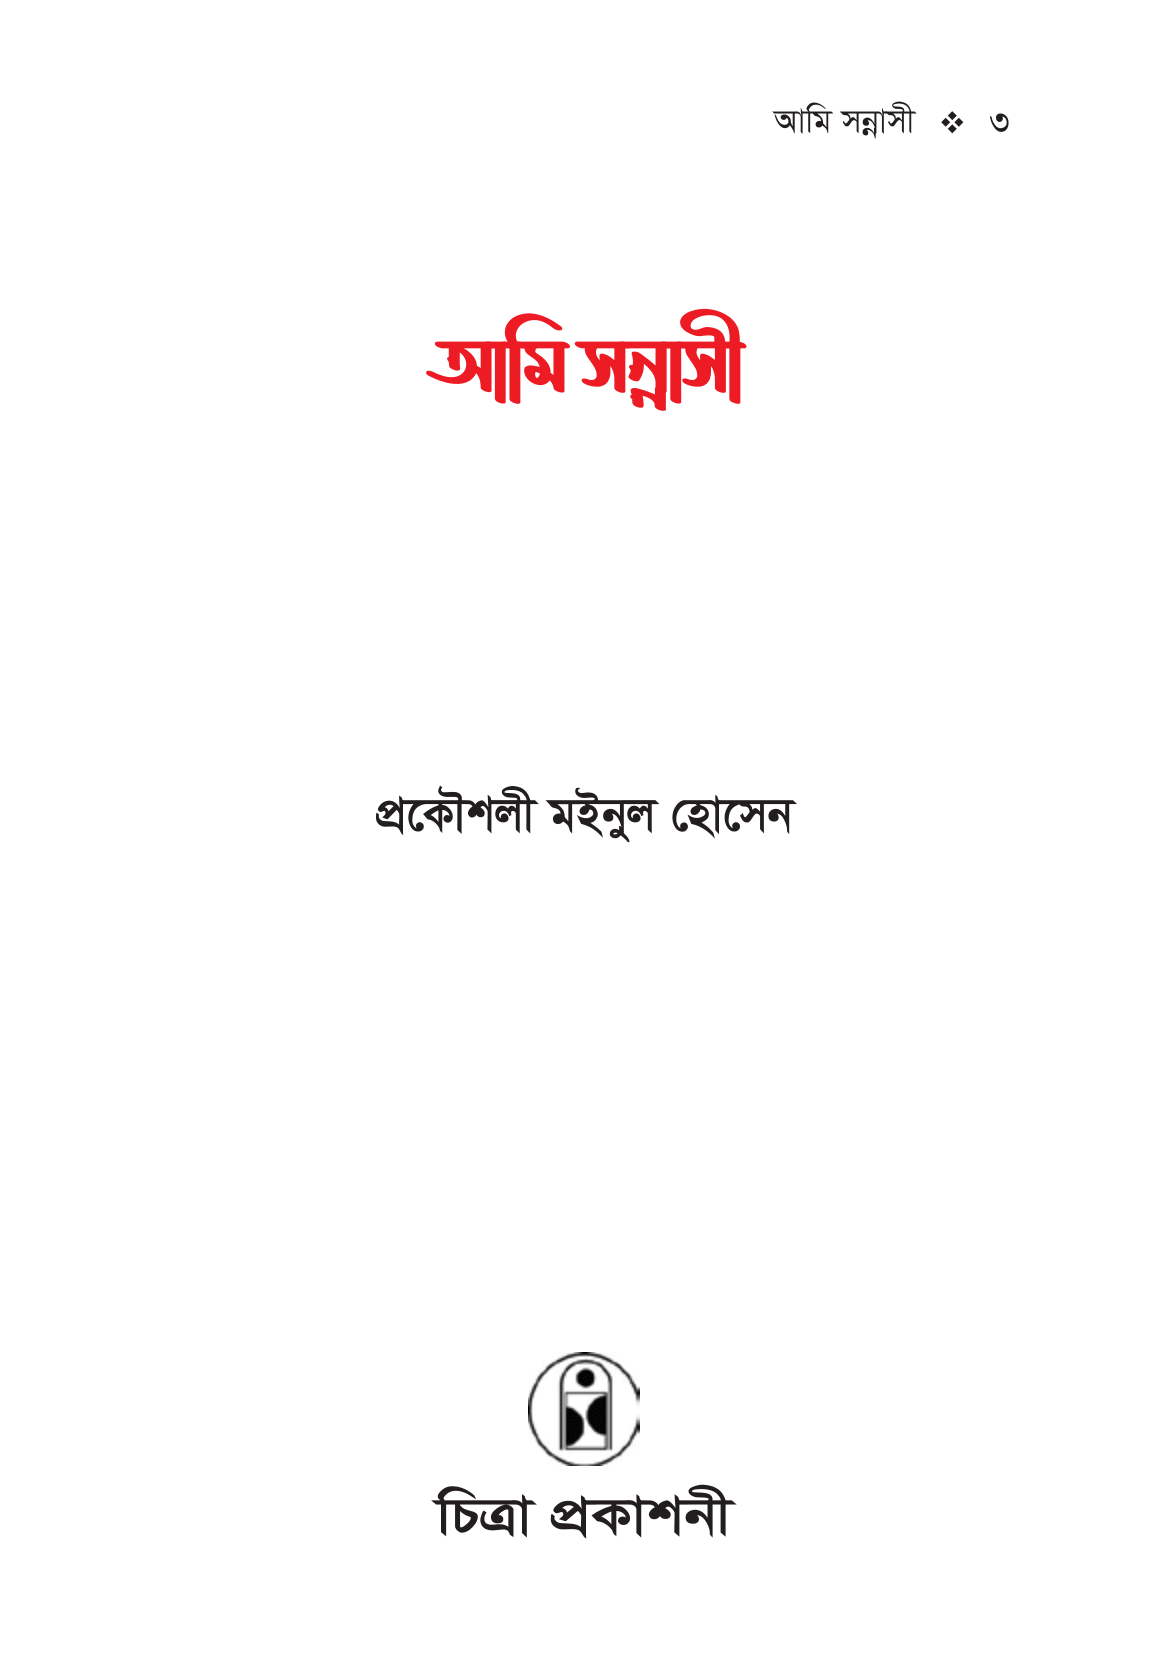 আমি সন্নাসী ❖ ৩
আমি সন্নাসী
প্রকৌশলী মইনুল হোসেন
চিত্রা প্রকাশনী